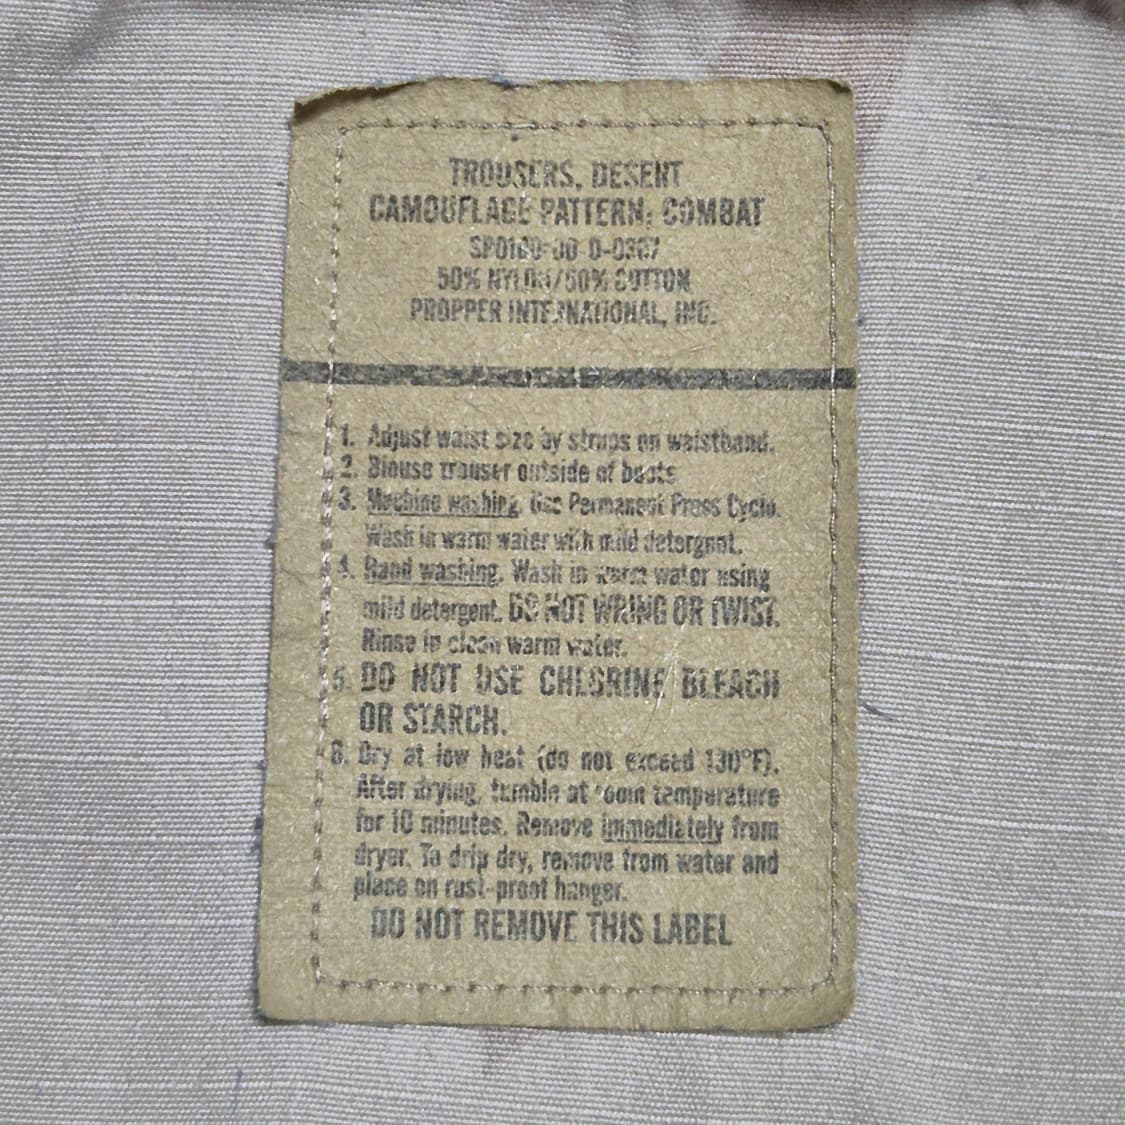 TROUSERS, DESERT
CAMOUFLAGE PATTERN: COMBAT
50% NYLON/50% COTTON
PROPPER INTERNATIONAL, INC.
1. Adjust waist size by straps on waistband.
2. Blouse trouser outside of boots
3. Machine washing. Use Permanent Press Cycle.
Wash in warm water with mild detergent.
4. Hand washing. Wash in warm water using
mild detergent. DO NOT WRING OR TWIST.
Rinse in clean warm water.
5. DO NOT USE CHLORINE BLEACH
OR STARCH.
6. Dry at low heat (do not exceed 130°F).
After drying, tumble at room temperature
for 10 minutes. Remove immediately from
dryer. To drip dry, remove from water and
place on rust-proof hanger.
DO NOT REMOVE THIS LABEL